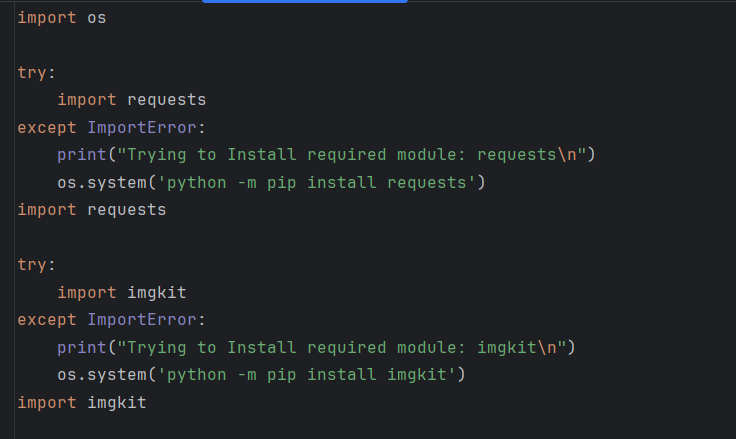 import os
try:
    import requests
except ImportError:
    print("Trying to Install required module: requests\n")
    os.system('python -m pip install requests')
import requests
try:
    import imgkit
except ImportError:
    print("Trying to Install required module: imgkit\n")
    os.system('python -m pip install imgkit')
import imgkit